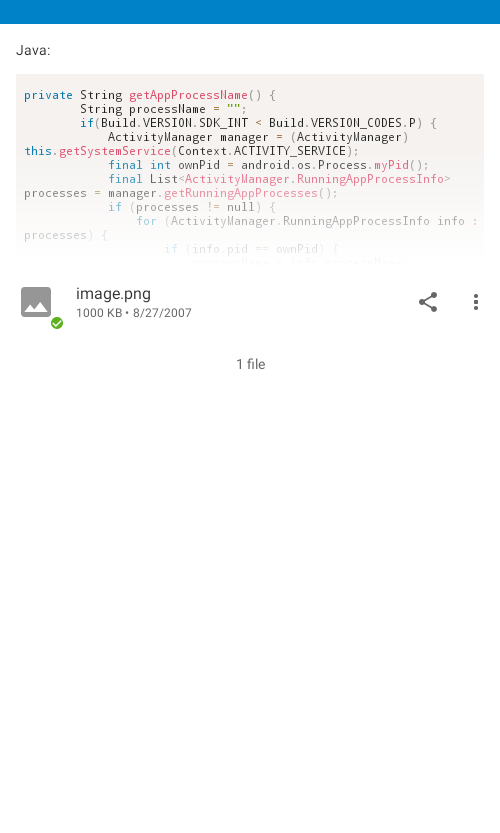 Java:
private String getAppProcessName() {
String processName = "";
if(Build.VERSION.SDK_INT < Build.VERSION_CODES.P) {
ActivityManager manager = (ActivityManager)
this.getSystemService(Context.ACTIVITY_SERVICE);
final int ownPid = android.os.Process.myPid();
final List<ActivityManager.RunningAppProcessInfo>
processes = manager.getRunningAppProcesses();
if (processes != null) {
for (ActivityManager.RunningAppProcessInfo info :
processes) {
if (info.pid == ownPid) {
image.png
1000 KB • 8/27/2007
1 file